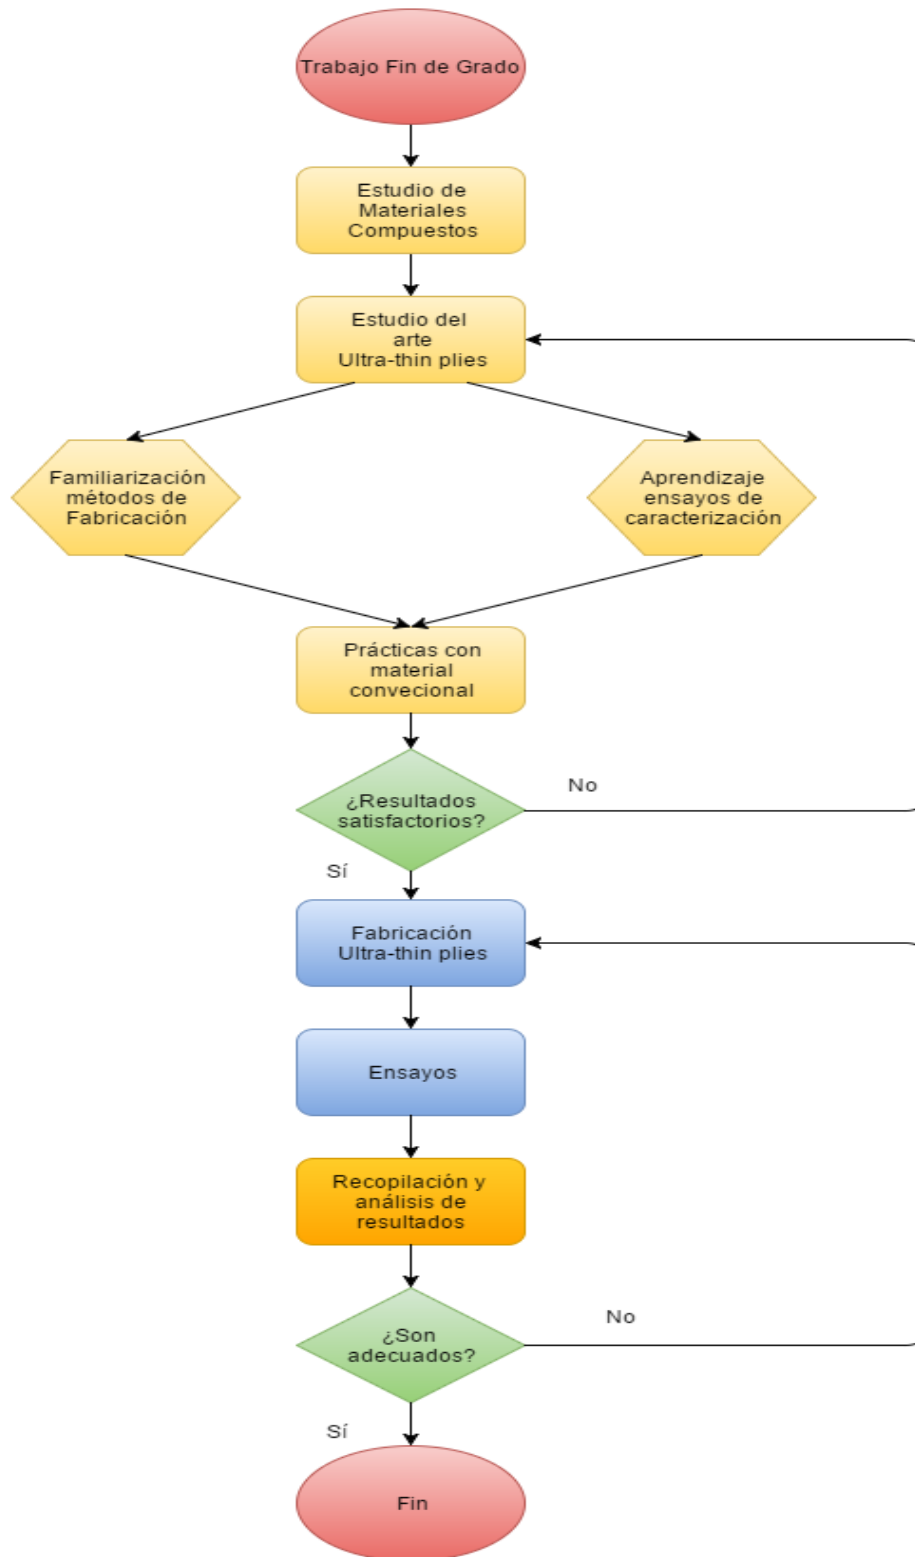 Trabajo Fin de Grado
Estudio de
Materiales
Compuestos
Estudio del
arte
Ultra-thin plies
Familiarización
métodos de
Fabricación
Aprendizaje
ensayos de
caracterización
Prácticas con
material
convecional
¿Resultados
satisfactorios?
No
Sí
Fabricación
Ultra-thin plies
Ensayos
Recopilación y
análisis de
resultados
¿Son
adecuados?
No
Sí
Fin